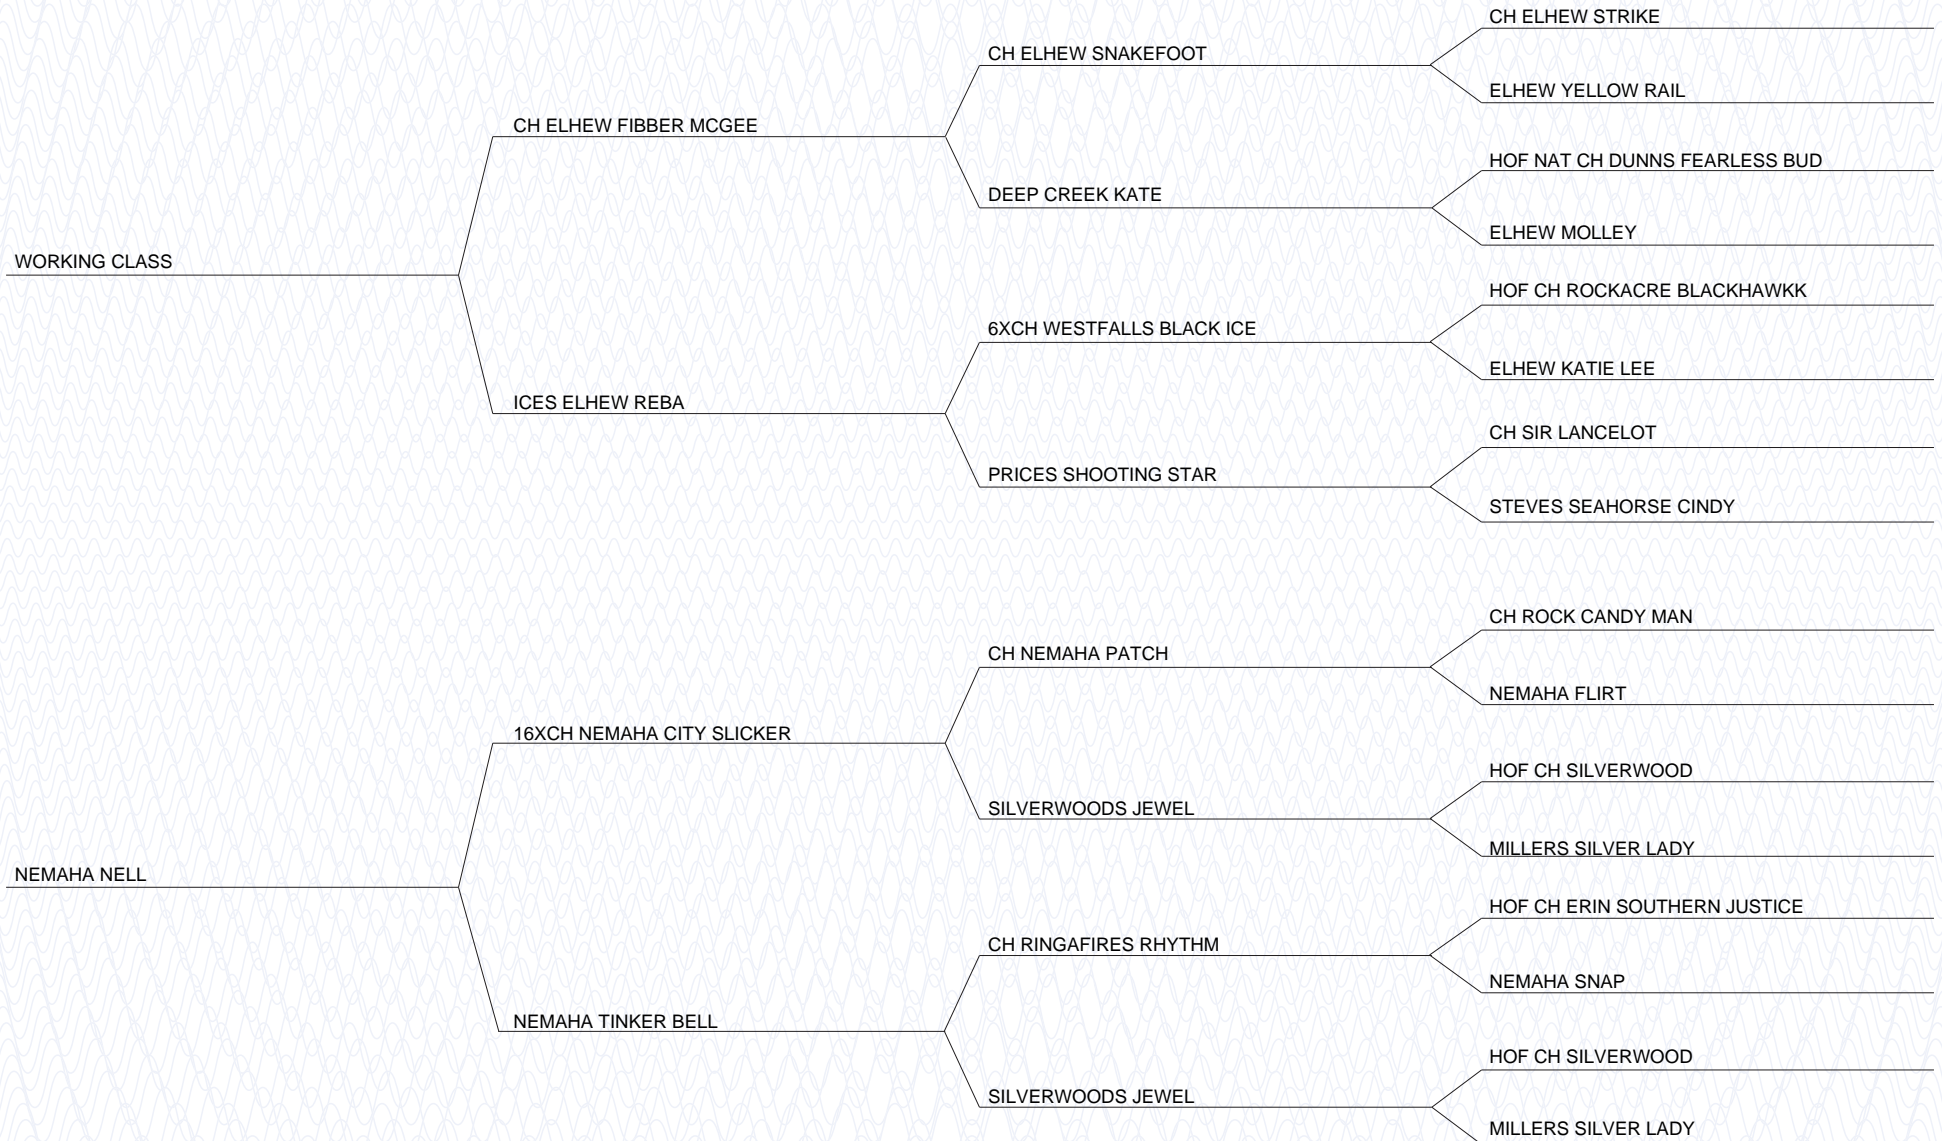 CH ELHEW STRIKE
CH ELHEW SNAKEFOOT
ELHEW YELLOW RAIL
CH ELHEW FIBBER MCGEE
HOF NAT CH DUNNS FEARLESS BUD
DEEP CREEK KATE
ELHEW MOLLEY
WORKING CLASS
HOF CH ROCKACRE BLACKHAWKK
6XCH WESTFALLS BLACK ICE
ELHEW KATIE LEE
ICES ELHEW REBA
CH SIR LANCELOT
PRICES SHOOTING STAR
STEVES SEAHORSE CINDY
CH ROCK CANDY MAN
CH NEMAHA PATCH
NEMAHA FLIRT
16XCH NEMAHA CITY SLICKER
HOF CH SILVERWOOD
SILVERWOODS JEWEL
MILLERS SILVER LADY
NEMAHA NELL
HOF CH ERIN SOUTHERN JUSTICE
CH RINGAFIRES RHYTHM
NEMAHA SNAP
NEMAHA TINKER BELL
HOF CH SILVERWOOD
SILVERWOODS JEWEL
MILLERS SILVER LADY